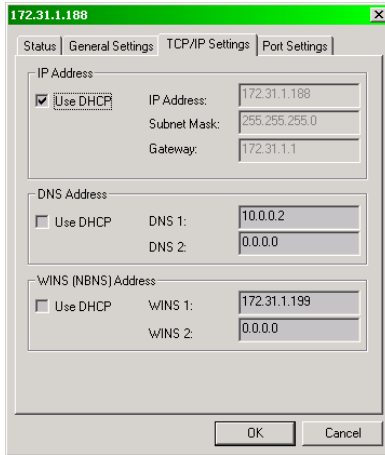 172.31.1.188
Status General Settings TCP/IP Settings Port Settings
IP Address
Use DHCP IP Address: 172.31.1.188
Subnet Mask: 255.255.255.0
Gateway: 172.31.1.1
DNS Address
Use DHCP DNS 1: 10.0.0.2
DNS 2: 0.0.0.0
WINS (NBNS) Address
Use DHCP WINS 1: 172.31.1.199
WINS 2: 0.0.0.0
OK Cancel